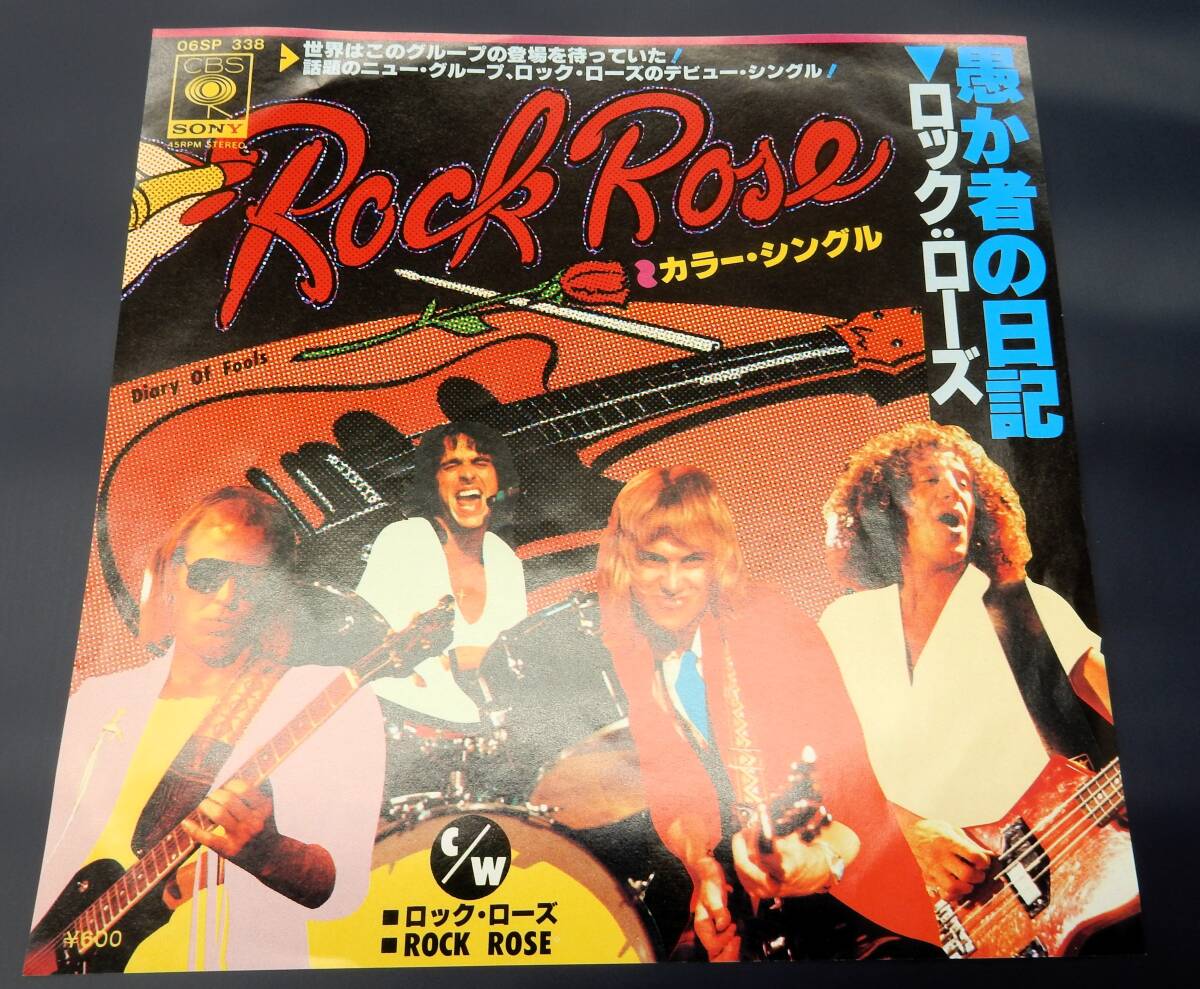 06SP 338
CBS
SONY
45RPM STEREO
世界はこのグループの登場を待っていた!
話題のニュー・グループ、ロック・ローズのデビュー・シングル!
愚か者の日記
▼ロック・ローズ
Rock Rose
カラー・シングル
Diary Of Fools
C/W
■ロック・ローズ
■ROCK ROSE
¥600